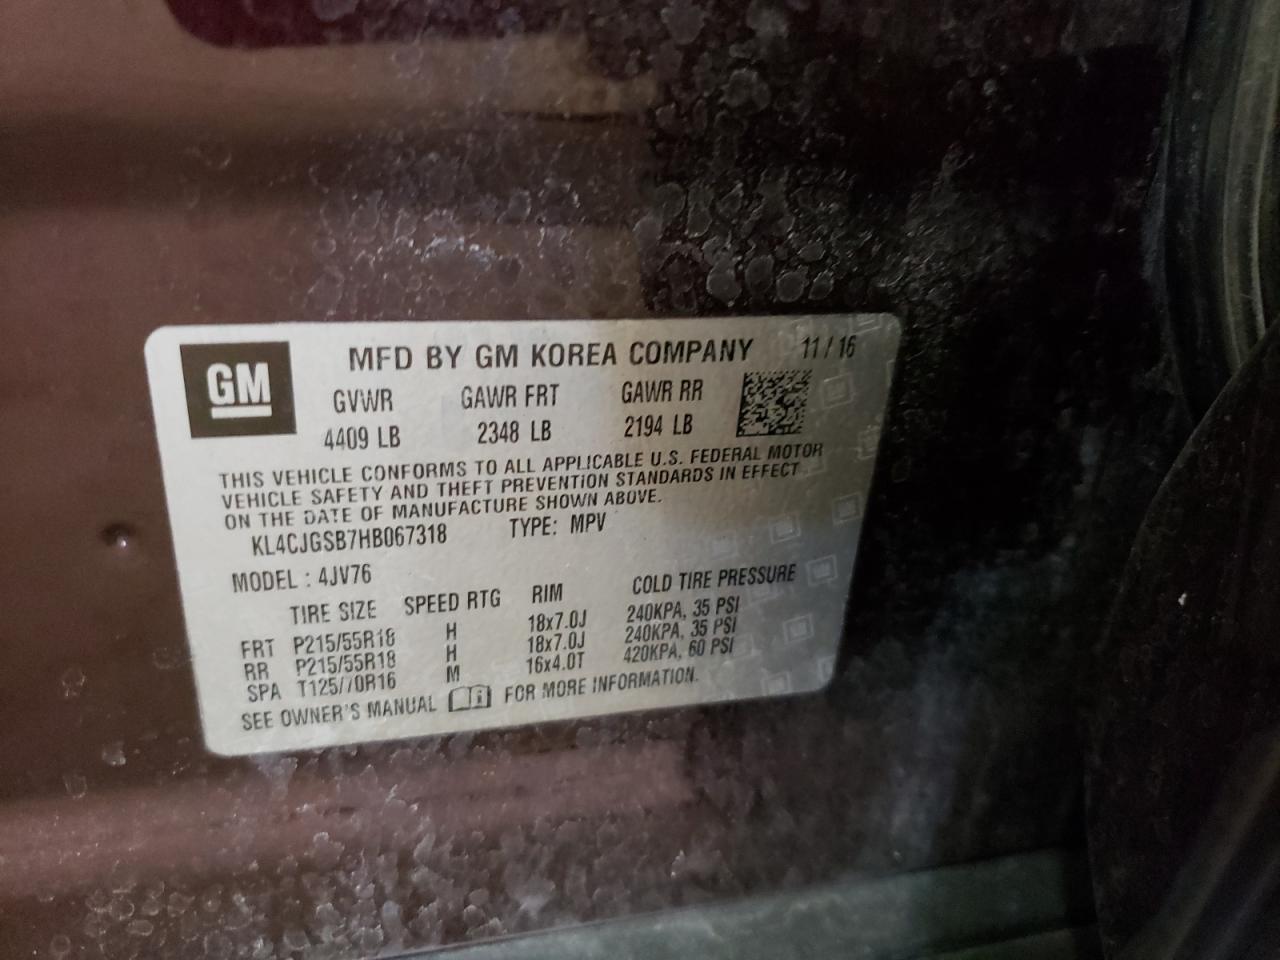 GM
MFD BY GM KOREA COMPANY 11 / 16
GVWR GAWR FRT GAWR RR
4409 LB 2348 LB 2194 LB
THIS VEHICLE CONFORMS TO ALL APPLICABLE U.S. FEDERAL MOTOR
VEHICLE SAFETY AND THEFT PREVENTION STANDARDS IN EFFECT
ON THE DATE OF MANUFACTURE SHOWN ABOVE.
KL4CJGSB7HB067318 TYPE: MPV
MODEL : 4JV76
TIRE SIZE SPEED RTG RIM COLD TIRE PRESSURE
FRT P215/55R18 H 18x7.0J 240KPA, 35 PSI
RR P215/55R18 H 18x7.0J 240KPA, 35 PSI
SPA T125/70R16 M 16x4.0T 420KPA, 60 PSI
SEE OWNER'S MANUAL FOR MORE INFORMATION.